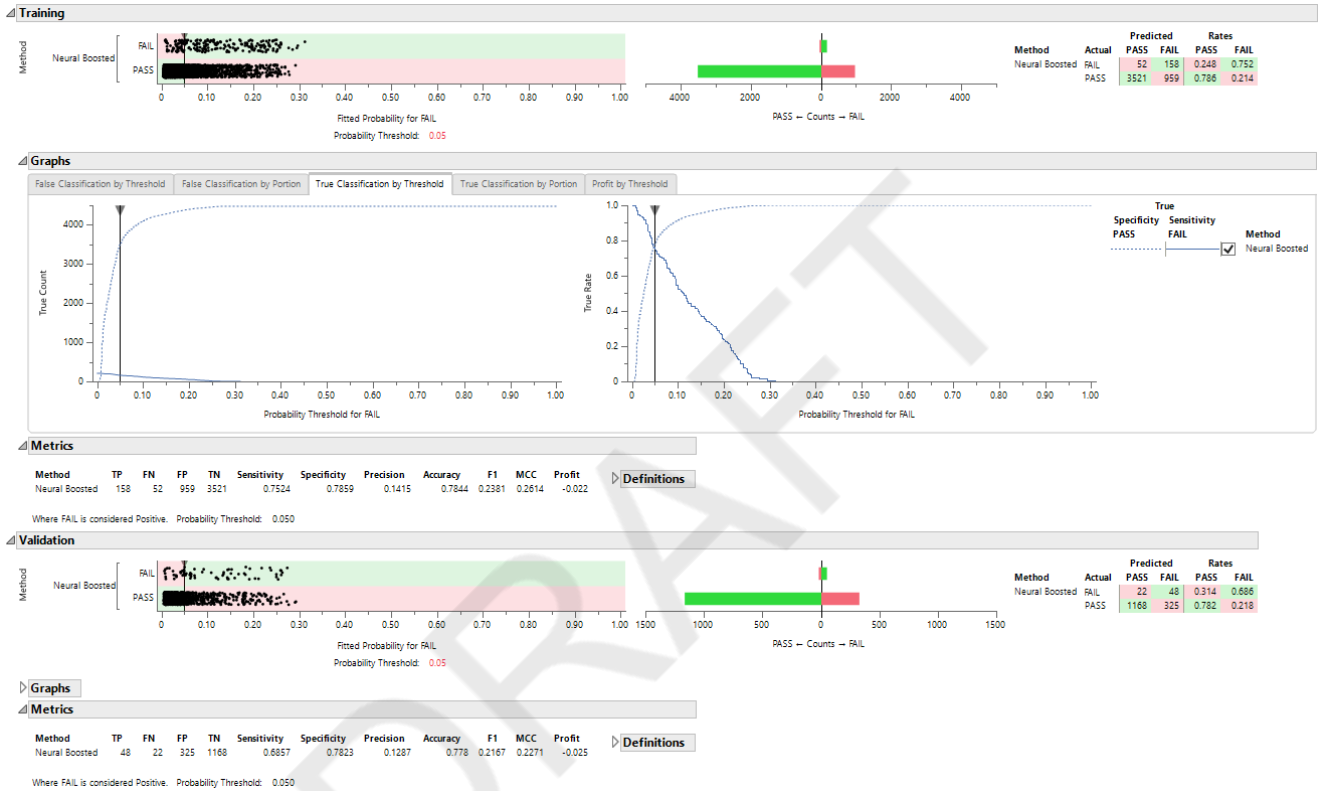 Training
Method
Neural Boosted
FAIL
PASS
0 0.10 0.20 0.30 0.40 0.50 0.60 0.70 0.80 0.90 1.00
Fitted Probability for FAIL
Probability Threshold: 0.05
4000 2000 0 2000 4000
PASS ← Counts → FAIL
Predicted Rates
Method Actual PASS FAIL PASS FAIL
Neural Boosted FAIL 52 158 0.248 0.752
PASS 3521 959 0.786 0.214
Graphs
False Classification by Threshold False Classification by Portion True Classification by Threshold True Classification by Portion Profit by Threshold
True Count
4000
3000
2000
1000
0
0 0.10 0.20 0.30 0.40 0.50 0.60 0.70 0.80 0.90 1.00
Probability Threshold for FAIL
True Rate
1.0
0.8
0.6
0.4
0.2
0
0 0.10 0.20 0.30 0.40 0.50 0.60 0.70 0.80 0.90 1.00
Probability Threshold for FAIL
True
Specificity Sensitivity
PASS FAIL Method
Neural Boosted
Metrics
Method TP FN FP TN Sensitivity Specificity Precision Accuracy F1 MCC Profit
Neural Boosted 158 52 959 3521 0.7524 0.7859 0.1415 0.7844 0.2381 0.2614 -0.022
Definitions
Where FAIL is considered Positive. Probability Threshold: 0.050
Validation
Method
Neural Boosted
FAIL
PASS
0 0.10 0.20 0.30 0.40 0.50 0.60 0.70 0.80 0.90 1.00
Fitted Probability for FAIL
Probability Threshold: 0.05
1500 1000 500 0 500 1000 1500
PASS ← Counts → FAIL
Predicted Rates
Method Actual PASS FAIL PASS FAIL
Neural Boosted FAIL 22 48 0.314 0.686
PASS 1168 325 0.782 0.218
Graphs
Metrics
Method TP FN FP TN Sensitivity Specificity Precision Accuracy F1 MCC Profit
Neural Boosted 48 22 325 1168 0.6857 0.7823 0.1287 0.778 0.2167 0.2271 -0.025
Definitions
Where FAIL is considered Positive. Probability Threshold: 0.050
DRAFT